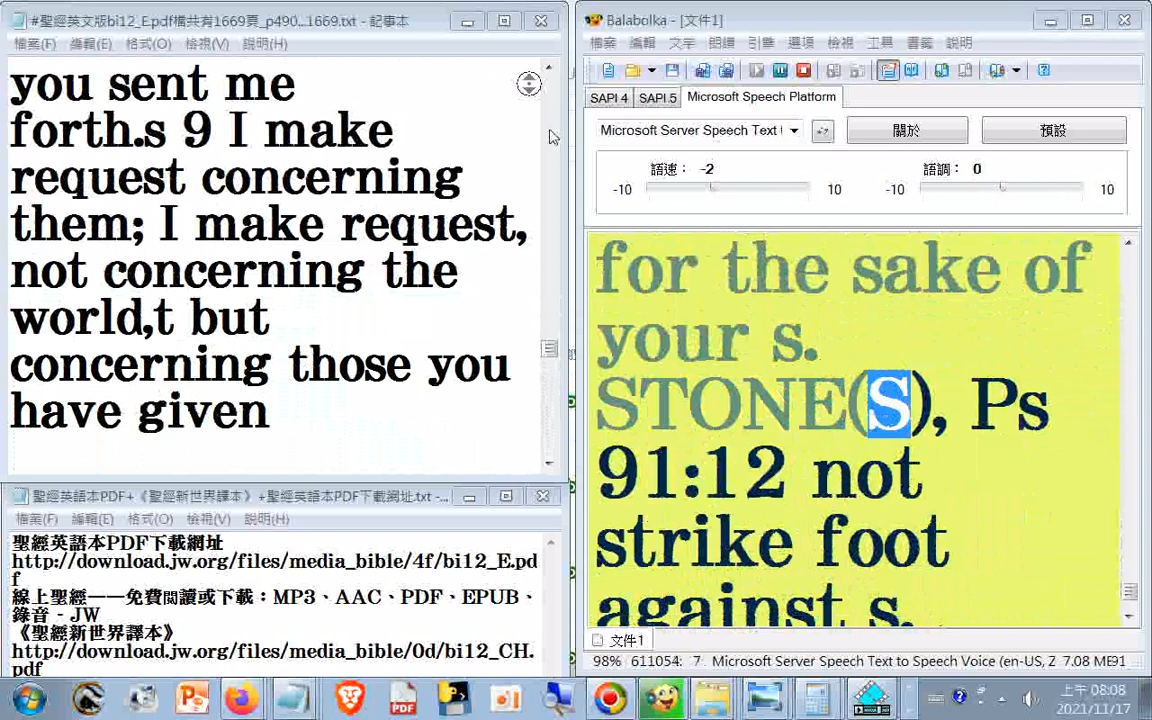 #聖經英文版bi12_E.pdf檔共有1669頁_p490,..1669.txt - 記事本
檔案(F) 編輯(E) 格式(O) 檢視(V) 說明(H)
you sent me
forth.s 9 I make
request concerning
them; I make request,
not concerning the
world,t but
concerning those you
have given
聖經英語本PDF+《聖經新世界譯本》+聖經英語本PDF下載網址.txt -...
檔案(F) 編輯(E) 格式(O) 檢視(V) 說明(H)
聖經英語本PDF下載網址
http://download.jw.org/files/media_bible/4f/bi12_E.pd
f
線上聖經——免費閱讀或下載：MP3、AAC、PDF、EPUB、
錄音 - JW
《聖經新世界譯本》
http://download.jw.org/files/media_bible/0d/bi12_CH.
pdf
Balabolka - [文件1]
檔案 編輯 文字 朗讀 引擎 選項 檢視 工具 書籤 說明
SAPI 4 SAPI 5 Microsoft Speech Platform
Microsoft Server Speech Text 關於 預設
語速： -2 語調： 0
-10 10 -10 10
for the sake of
your s.
STONE(S), Ps
91:12 not
strike foot
against s.
文件1
98% 611054: 7 Microsoft Server Speech Text to Speech Voice (en-US, Z 7.08 ME91
上午 08:08
2021/11/17